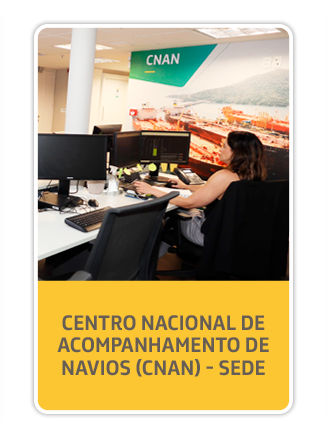 CNAN
CENTRO NACIONAL DE
ACOMPANHAMENTO DE
NAVIOS (CNAN) - SEDE